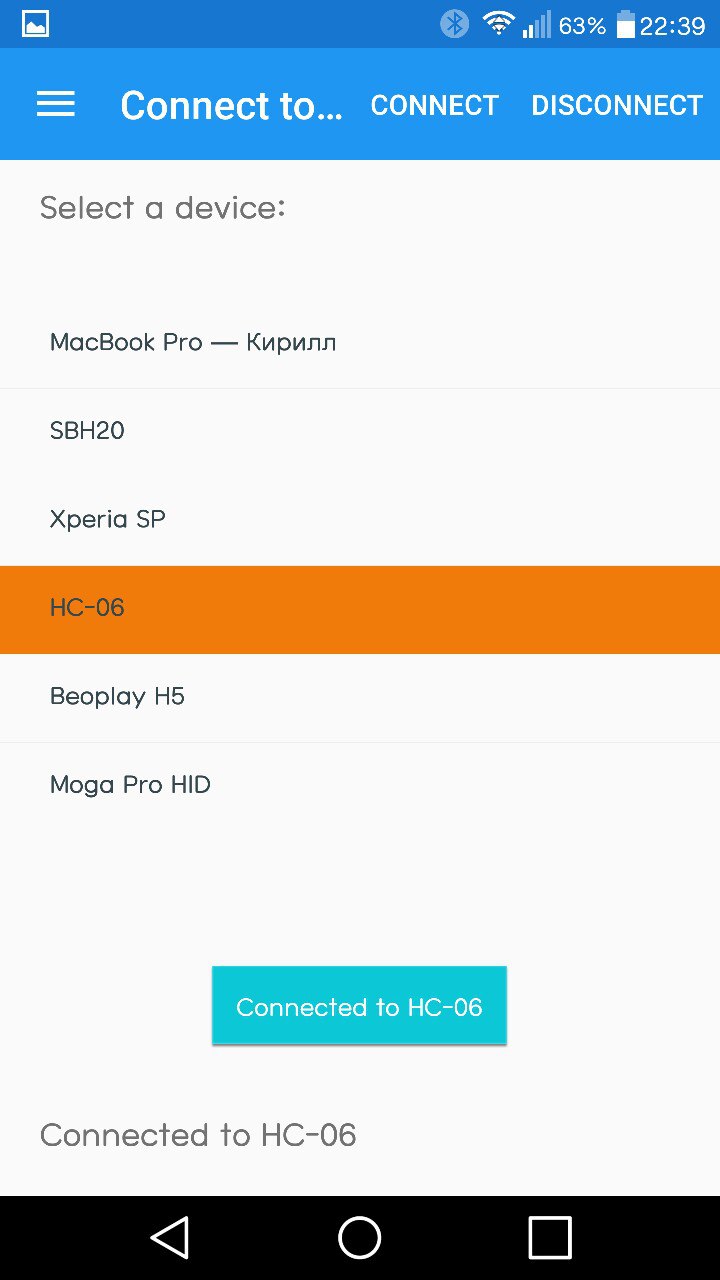 63% 22:39
Connect to... CONNECT DISCONNECT
Select a device:
MacBook Pro — Кирилл
SBH20
Xperia SP
HC-06
Beoplay H5
Moga Pro HID
Connected to HC-06
Connected to HC-06